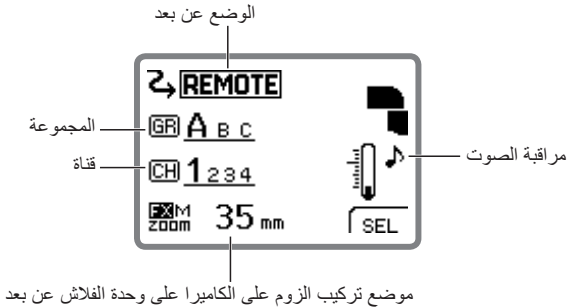 الوضع عن بعد
REMOTE
المجموعة GR A B C
قناة CH 1 2 3 4
مراقبة الصوت
FX M zoom 35 mm
SEL
موضع تركيب الزوم على الكاميرا على وحدة الفلاش عن بعد